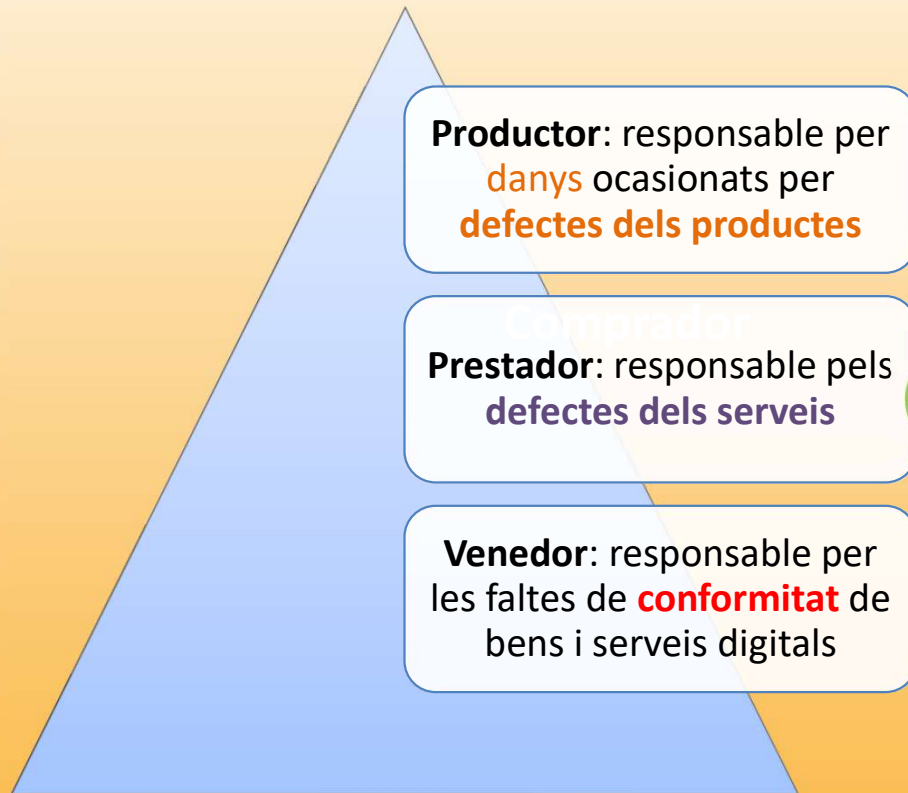 Productor: responsable per
danys ocasionats per
defectes dels productes
Comprador
Prestador: responsable pels
defectes dels serveis
Venedor: responsable per
les faltes de conformitat de
bens i serveis digitals